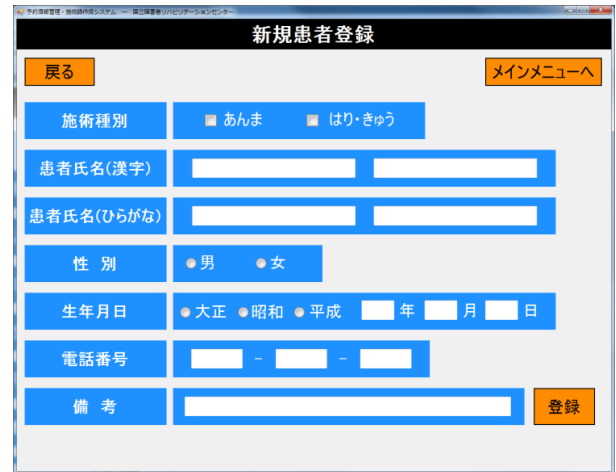 予約情報管理・施術録作成システム ー 国立障害者リハビリテーションセンター
新規患者登録
戻る
メインメニューへ
施術種別 あんま はり・きゅう
患者氏名(漢字)
患者氏名(ひらがな)
性 別 男 女
生年月日 大正 昭和 平成 年 月 日
電話番号 - -
備 考 登録